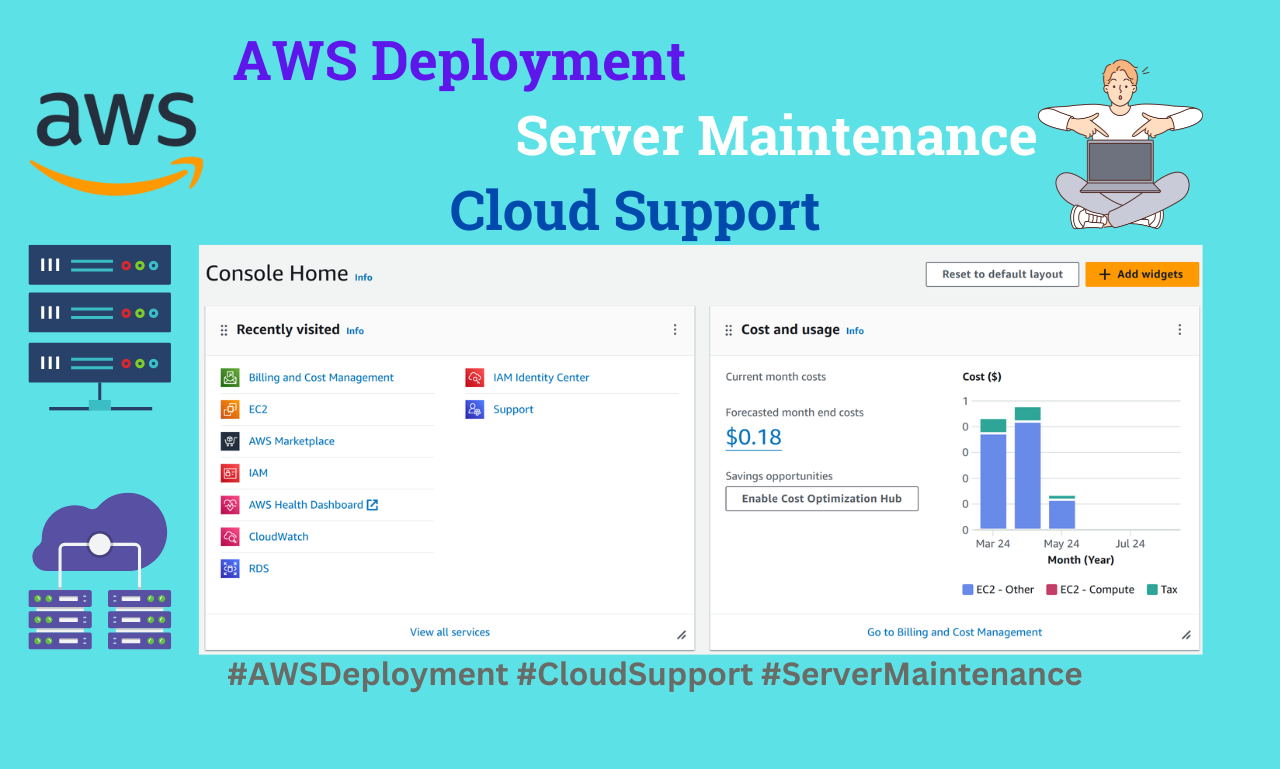 AWS Deployment
aws
Server Maintenance
Cloud Support
Console Home Info
Reset to default layout
+ Add widgets
Recently visited Info
Billing and Cost Management
EC2
AWS Marketplace
IAM
AWS Health Dashboard
CloudWatch
RDS
IAM Identity Center
Support
View all services
Cost and usage Info
Current month costs
Forecasted month end costs
$0.18
Savings opportunities
Enable Cost Optimization Hub
Cost ($)
1
0
0
0
0
0
Mar 24 May 24 Jul 24
Month (Year)
EC2 - Other EC2 - Compute Tax
Go to Billing and Cost Management
#AWSDeployment #CloudSupport #ServerMaintenance